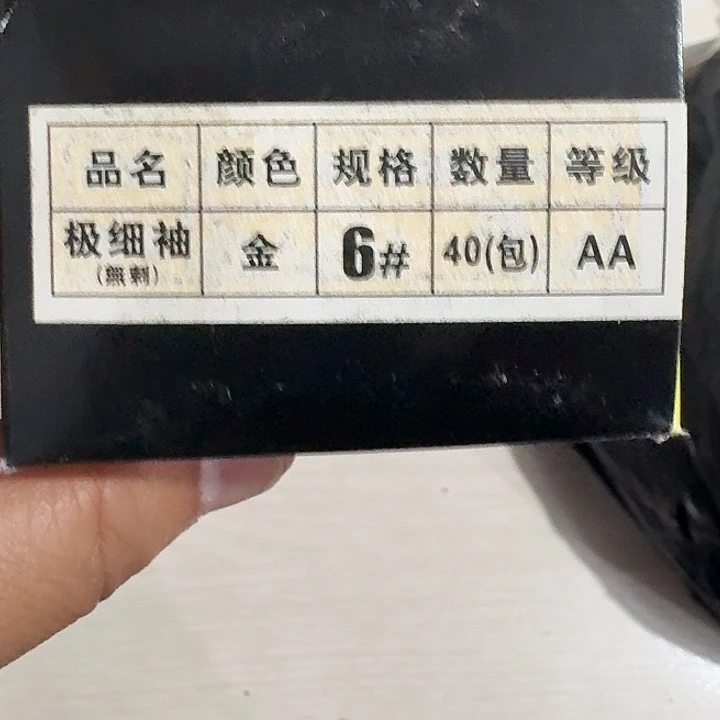 品名 颜色 规格 数量 等级
极细袖 金 6# 40(包) AA
(無刺)